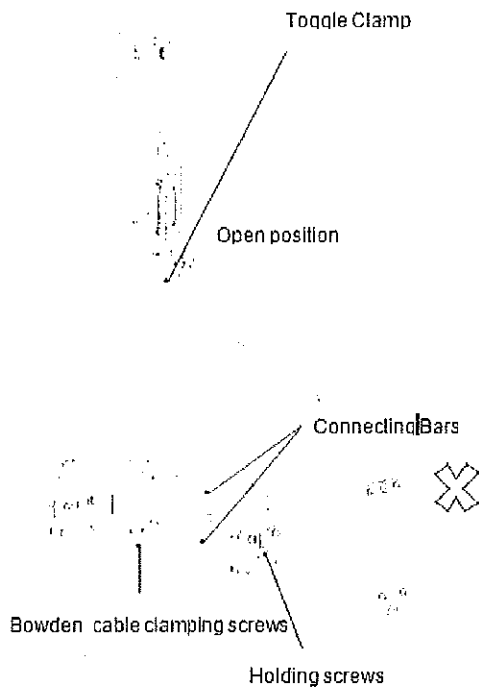 Toggle Clamp
Open position
Connecting Bars
Bowden cable clamping screws
Holding screws